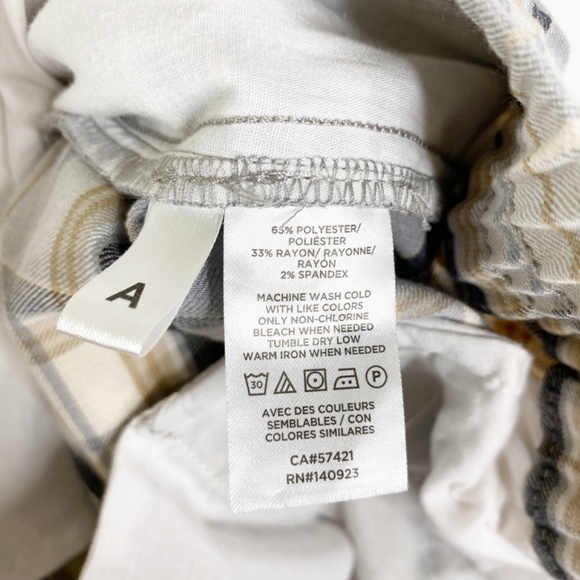 A
65% POLYESTER/
POLIÉSTER
33% RAYON/ RAYONNE/
RAYÓN
2% SPANDEX
MACHINE WASH COLD
WITH LIKE COLORS
ONLY NON-CHLORINE
BLEACH WHEN NEEDED
TUMBLE DRY LOW
WARM IRON WHEN NEEDED
30 P
AVEC DES COULEURS
SEMBLABLES / CON
COLORES SIMILARES
CA#57421
RN#140923